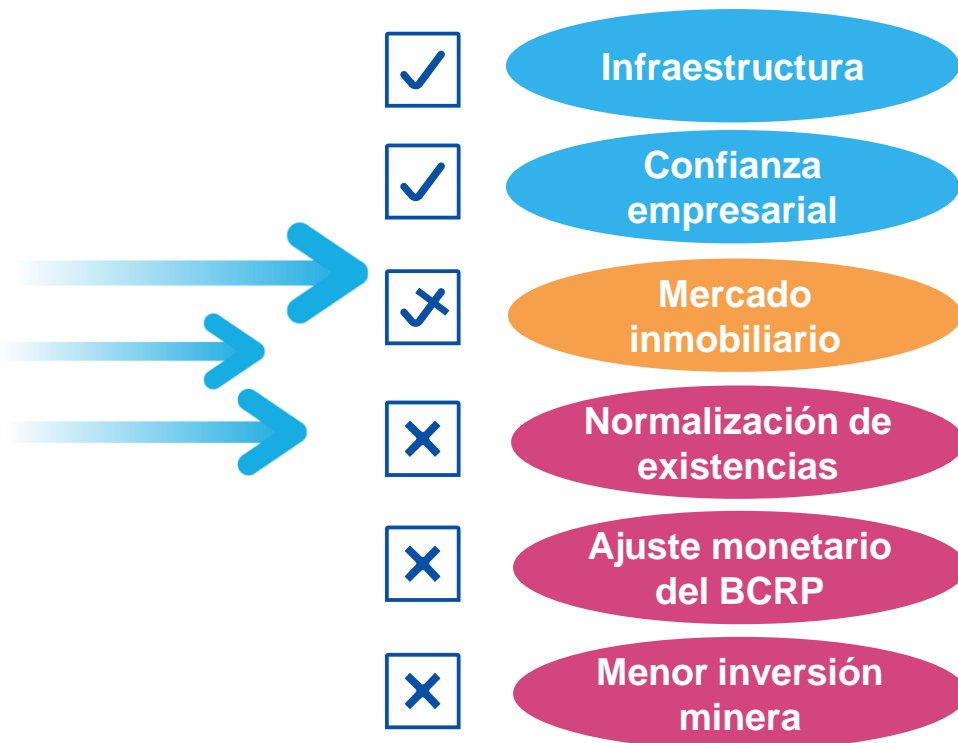 Infraestructura
Confianza
empresarial
Mercado
inmobiliario
Normalización de
existencias
Ajuste monetario
del BCRP
Menor inversión
minera